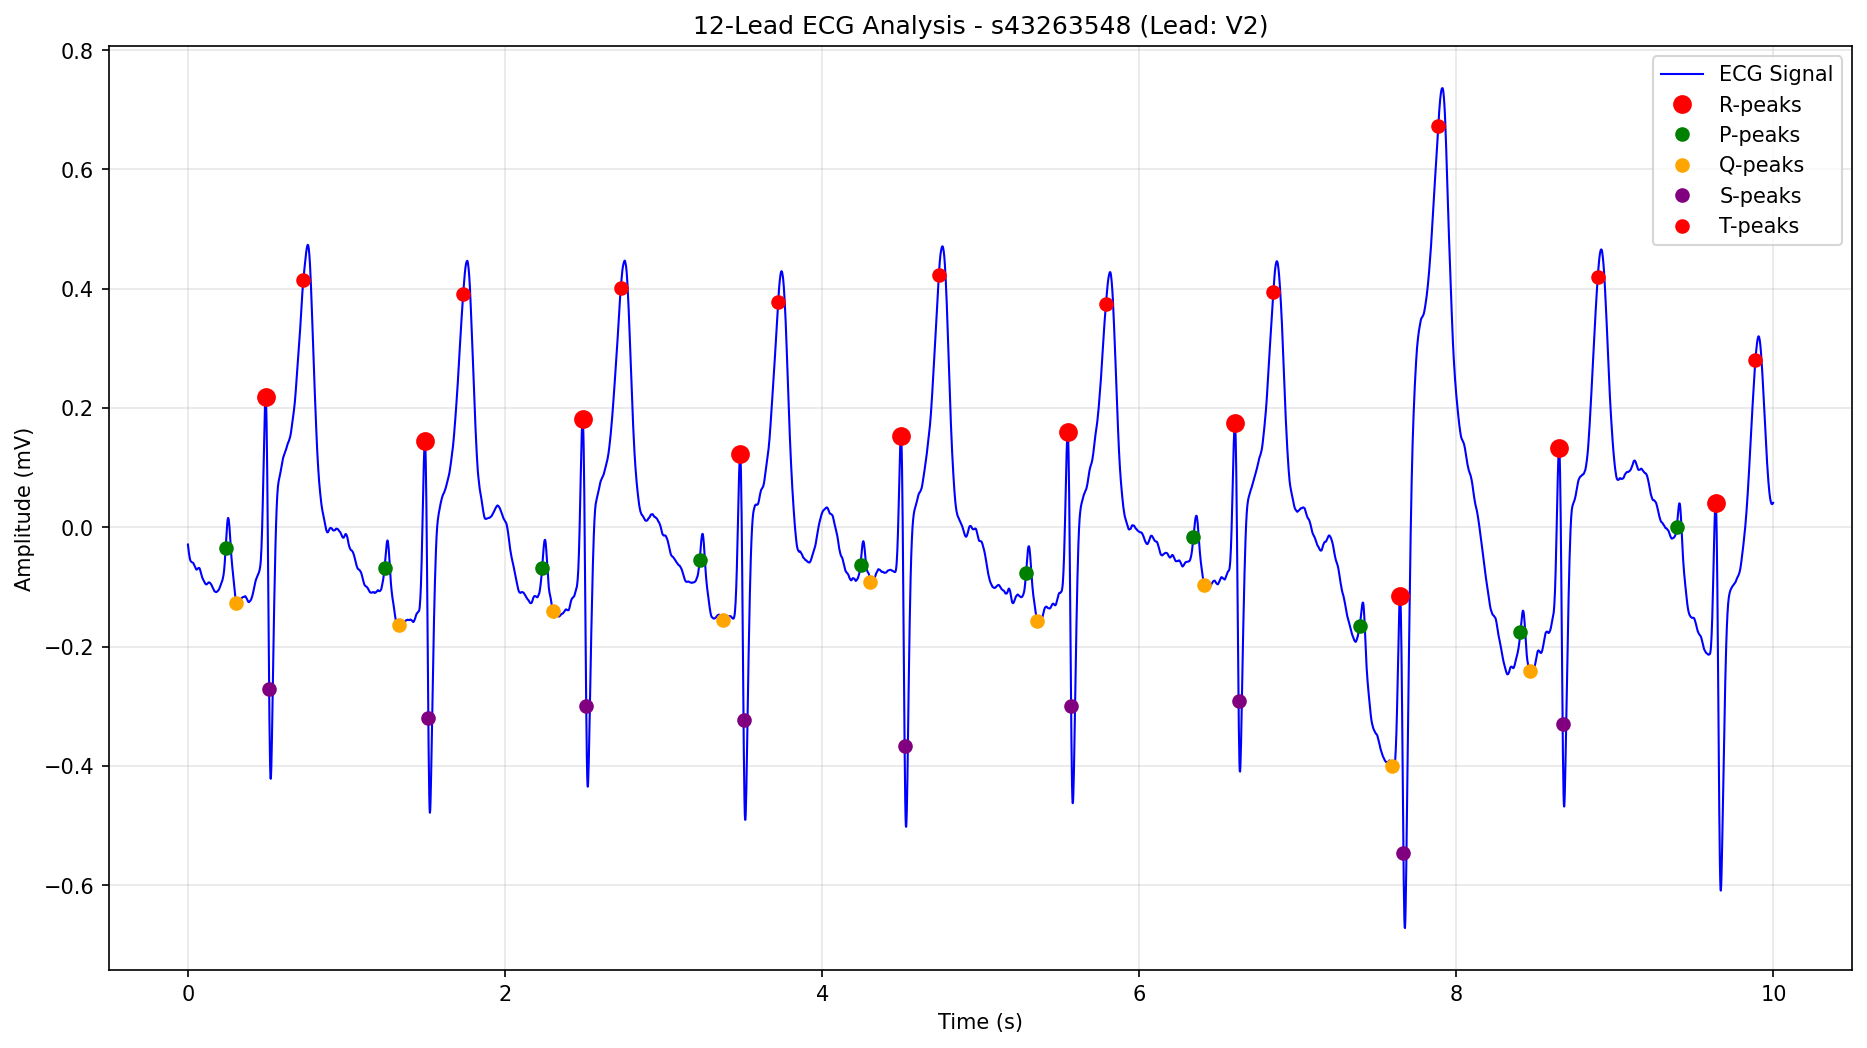 12-Lead ECG Analysis - s43263548 (Lead: V2)
Amplitude (mV)
0.8
0.6
0.4
0.2
0.0
−0.2
−0.4
−0.6
0 2 4 6 8 10
Time (s)
ECG Signal
R-peaks
P-peaks
Q-peaks
S-peaks
T-peaks